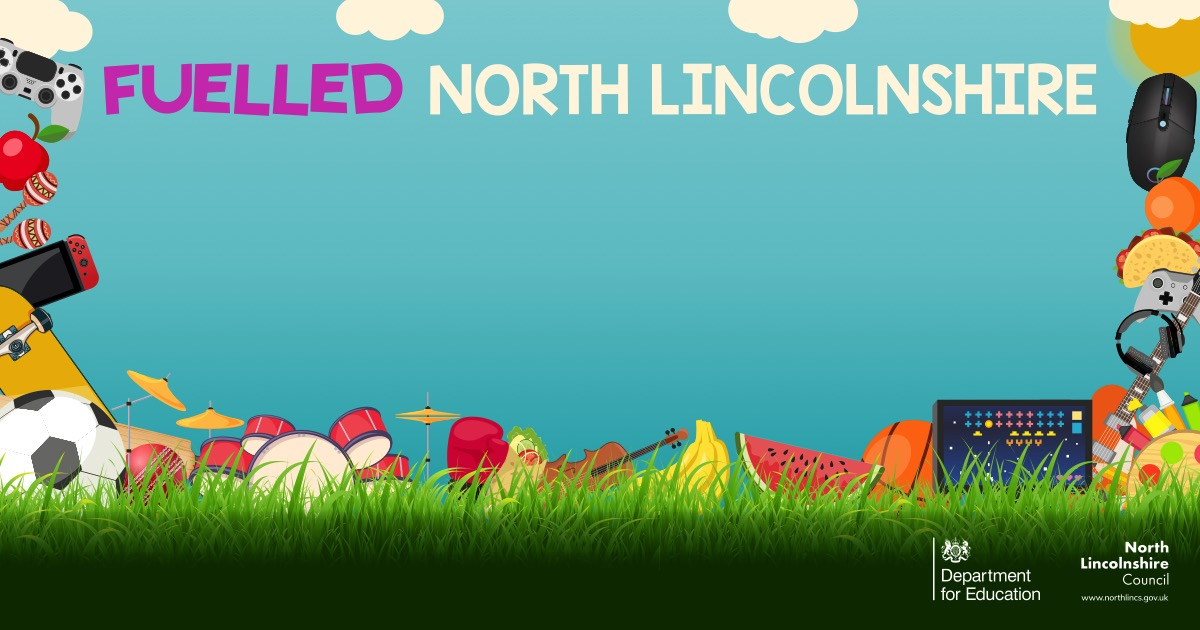 FUELLED NORTH LINCOLNSHIRE
Department
for Education
North
Lincolnshire
Council
www.northlincs.gov.uk